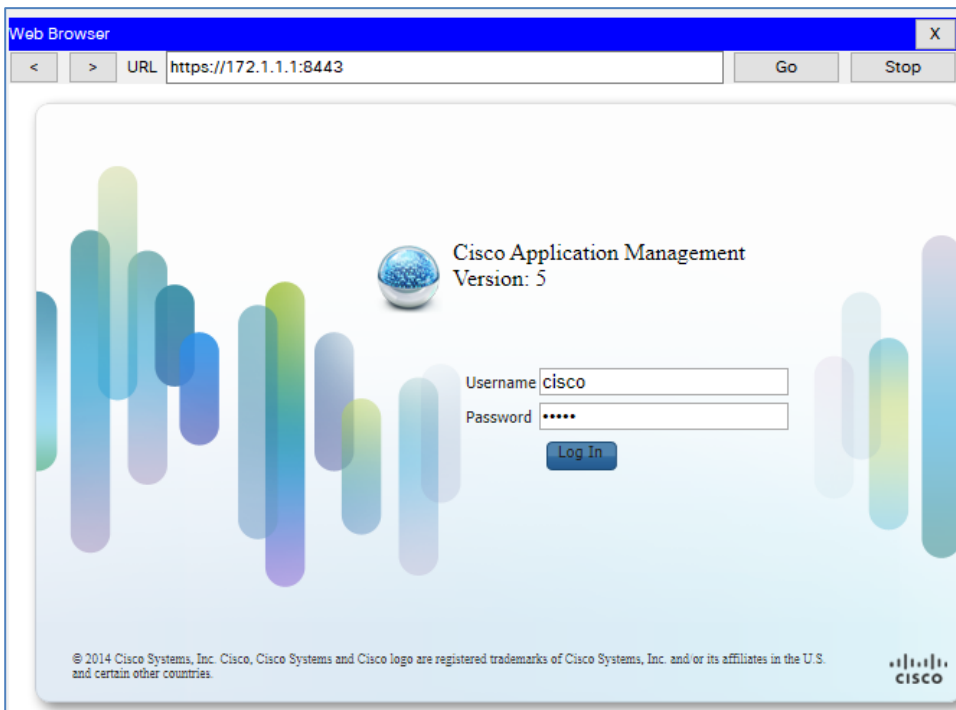 Web Browser X
< > URL https://172.1.1.1:8443 Go Stop
Cisco Application Management
Version: 5
Username cisco
Password •••••
Log In
© 2014 Cisco Systems, Inc. Cisco, Cisco Systems and Cisco logo are registered trademarks of Cisco Systems, Inc. and/or its affiliates in the U.S.
and certain other countries.
CISCO